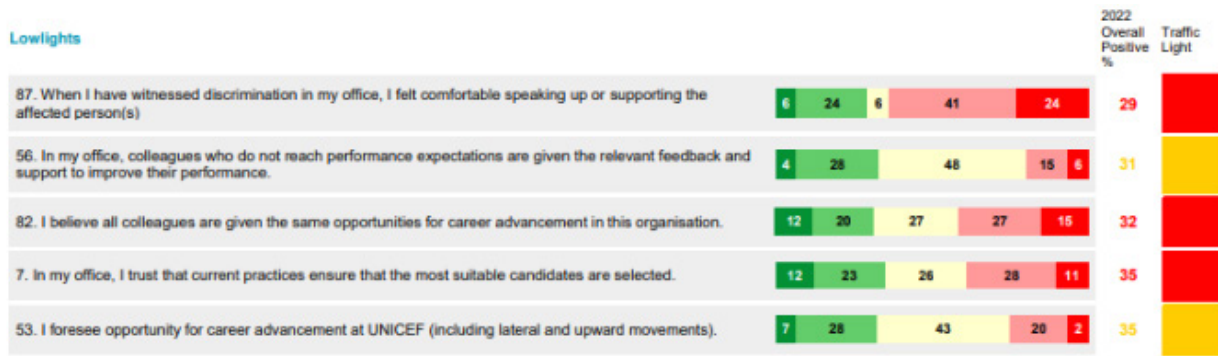 Lowlights
2022
Overall Traffic
Positive Light
%
87. When I have witnessed discrimination in my office, I felt comfortable speaking up or supporting the
affected person(s)
6 24 6 41 24 29
56. In my office, colleagues who do not reach performance expectations are given the relevant feedback and
support to improve their performance.
4 28 48 15 6 31
82. I believe all colleagues are given the same opportunities for career advancement in this organisation.
12 20 27 27 15 32
7. In my office, I trust that current practices ensure that the most suitable candidates are selected.
12 23 26 28 11 35
53. I foresee opportunity for career advancement at UNICEF (including lateral and upward movements).
7 28 43 20 2 35